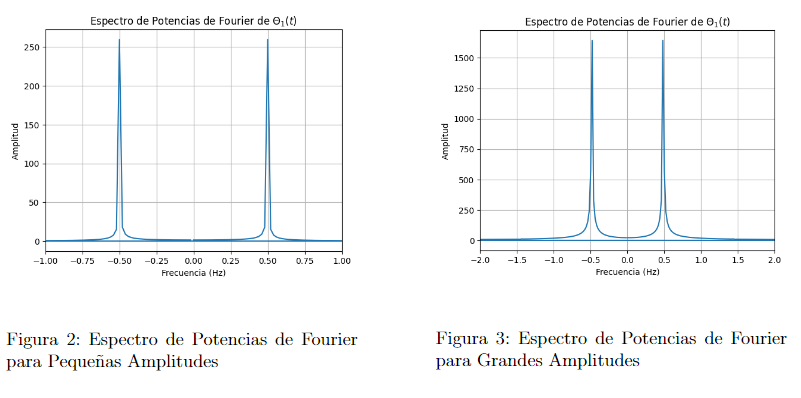 Espectro de Potencias de Fourier de Θ₁(t)
Amplitud
250
200
150
100
50
0
−1.00 −0.75 −0.50 −0.25 0.00 0.25 0.50 0.75 1.00
Frecuencia (Hz)
Figura 2: Espectro de Potencias de Fourier
para Pequeñas Amplitudes
Espectro de Potencias de Fourier de Θ₁(t)
Amplitud
1500
1250
1000
750
500
250
0
−2.0 −1.5 −1.0 −0.5 0.0 0.5 1.0 1.5 2.0
Frecuencia (Hz)
Figura 3: Espectro de Potencias de Fourier
para Grandes Amplitudes